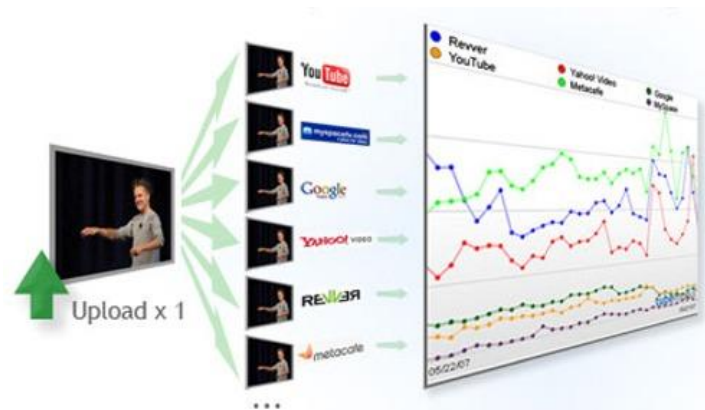 YouTube
myspace.com
Google
YAHOO! VIDEO
REVVER
metacafe
...
Upload x 1
Revver
YouTube
Yahoo! Video
Metacafe
Google
MySpace
05/22/07